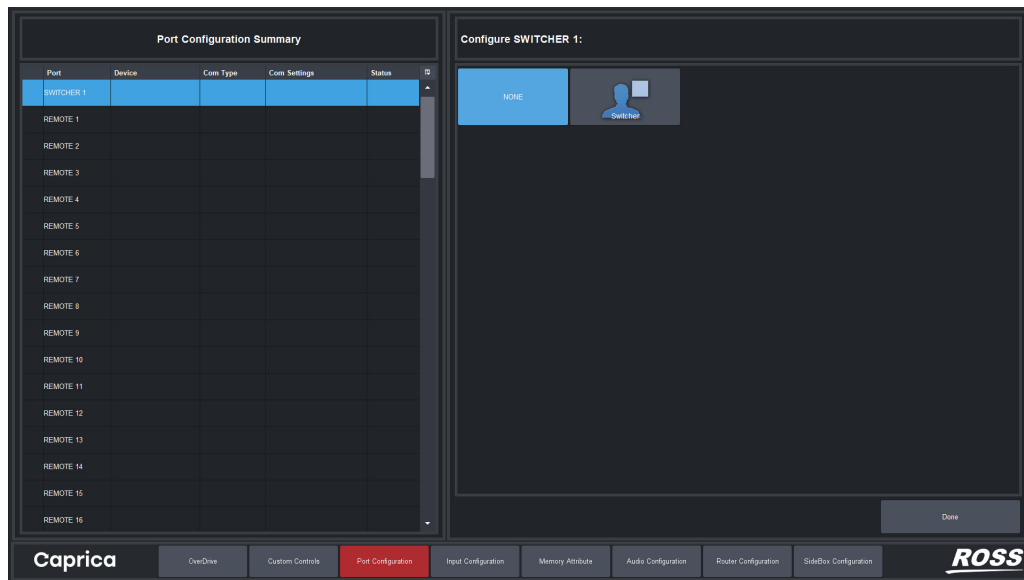 Port Configuration Summary
Port Device Com Type Com Settings Status
SWITCHER 1
REMOTE 1
REMOTE 2
REMOTE 3
REMOTE 4
REMOTE 5
REMOTE 6
REMOTE 7
REMOTE 8
REMOTE 9
REMOTE 10
REMOTE 11
REMOTE 12
REMOTE 13
REMOTE 14
REMOTE 15
REMOTE 16
Configure SWITCHER 1:
NONE
Switcher
Done
Caprica OverDrive Custom Controls Port Configuration Input Configuration Memory Attribute Audio Configuration Router Configuration SideBox Configuration ROSS